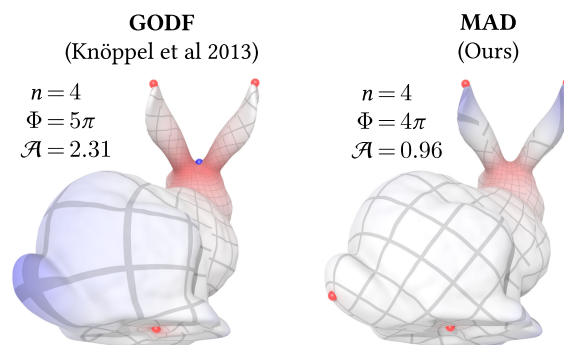 GODF
(Knöppel et al 2013)
n = 4
Φ = 5π
𝒜 = 2.31
MAD
(Ours)
n = 4
Φ = 4π
𝒜 = 0.96